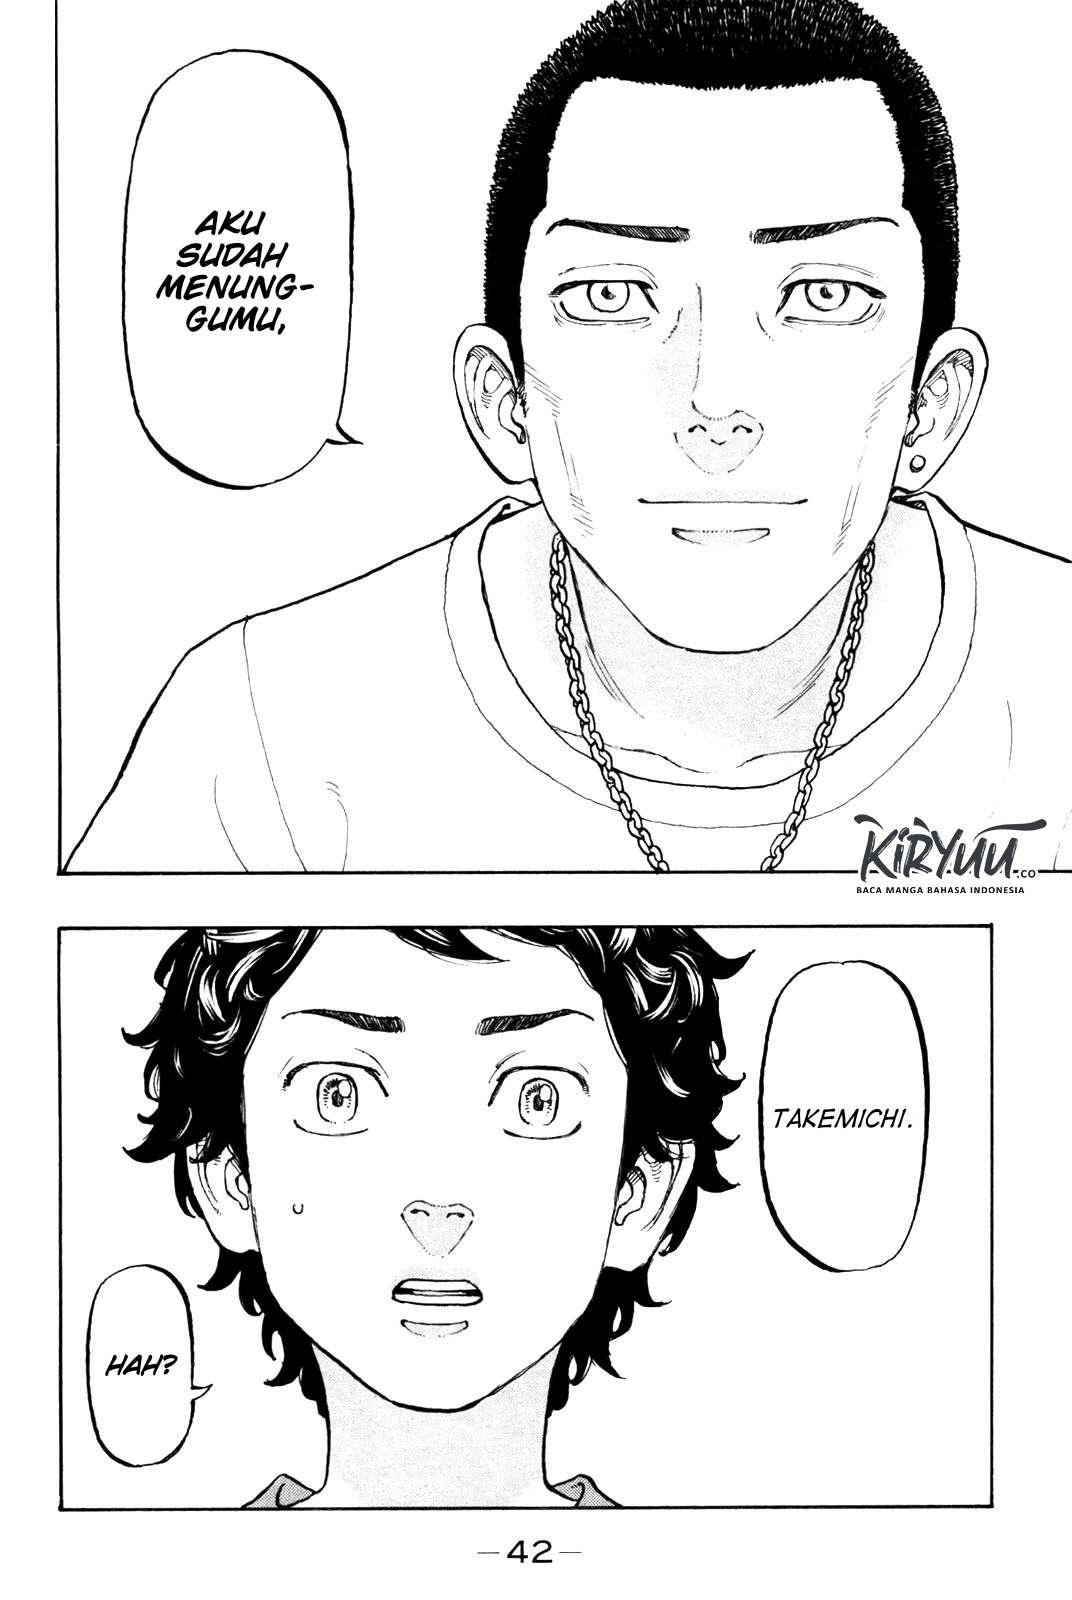 AKU
SUDAH
MENUNG-
GUMU,
KIRYUU.CO
BACA MANGA BAHASA INDONESIA
TAKEMICHI.
HAH?
—42—